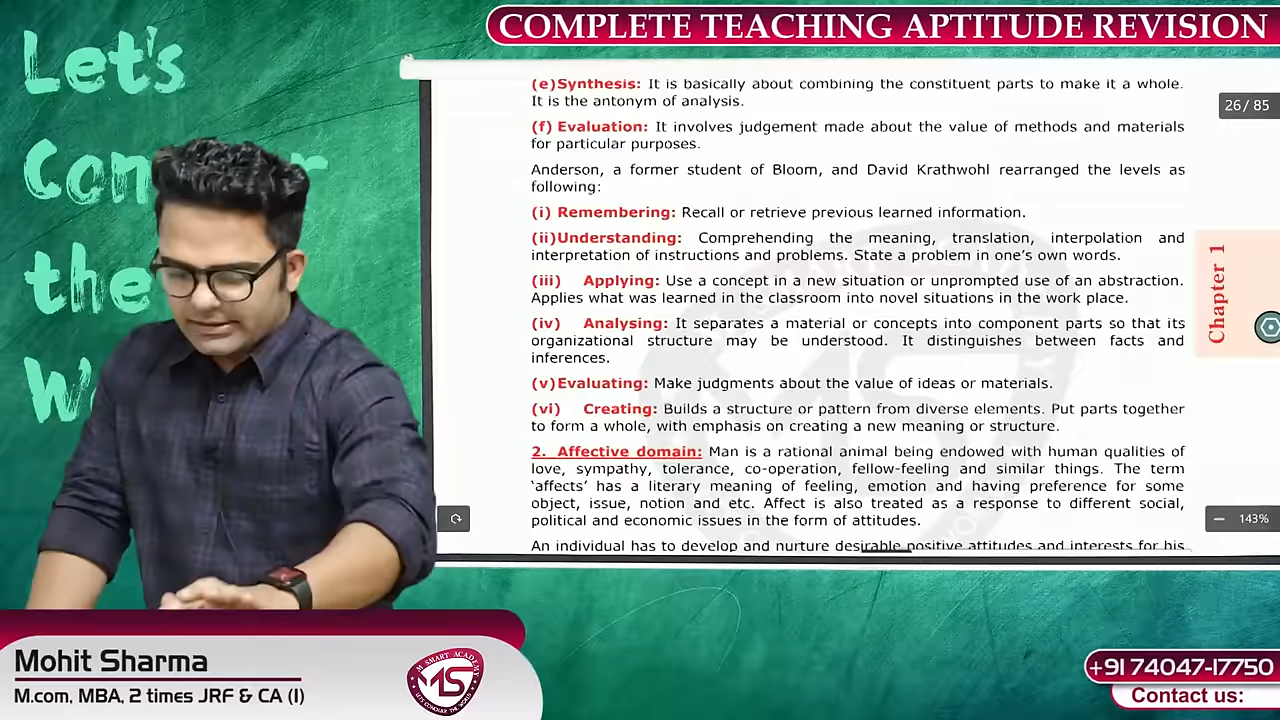 COMPLETE TEACHING APTITUDE REVISION
Let's
Con r
the
W
(e)Synthesis: It is basically about combining the constituent parts to make it a whole.
It is the antonym of analysis.
(f) Evaluation: It involves judgement made about the value of methods and materials
for particular purposes.
Anderson, a former student of Bloom, and David Krathwohl rearranged the levels as
following:
(i) Remembering: Recall or retrieve previous learned information.
(ii)Understanding: Comprehending the meaning, translation, interpolation and
interpretation of instructions and problems. State a problem in one's own words.
(iii) Applying: Use a concept in a new situation or unprompted use of an abstraction.
Applies what was learned in the classroom into novel situations in the work place.
(iv) Analysing: It separates a material or concepts into component parts so that its
organizational structure may be understood. It distinguishes between facts and
inferences.
(v)Evaluating: Make judgments about the value of ideas or materials.
(vi) Creating: Builds a structure or pattern from diverse elements. Put parts together
to form a whole, with emphasis on creating a new meaning or structure.
2. Affective domain: Man is a rational animal being endowed with human qualities of
love, sympathy, tolerance, co-operation, fellow-feeling and similar things. The term
'affects' has a literary meaning of feeling, emotion and having preference for some
object, issue, notion and etc. Affect is also treated as a response to different social,
political and economic issues in the form of attitudes.
An individual has to develop and nurture desirable positive attitudes and interests for his
26 / 85
Chapter 1
143%
Mohit Sharma
M.com, MBA, 2 times JRF & CA (I)
M SMART ACADEMY
MS
LET'S CONQUER THE WORLD
+91 74047-17750
Contact us: